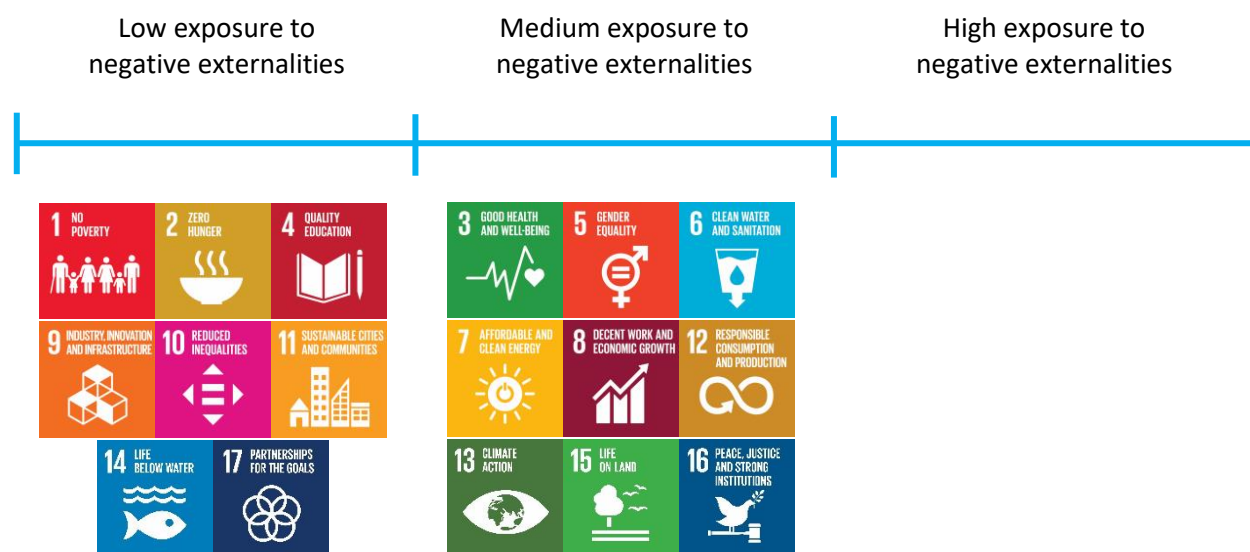 Low exposure to
negative externalities
Medium exposure to
negative externalities
High exposure to
negative externalities
1 NO
POVERTY
2 ZERO
HUNGER
4 QUALITY
EDUCATION
9 INDUSTRY, INNOVATION
AND INFRASTRUCTURE
10 REDUCED
INEQUALITIES
11 SUSTAINABLE CITIES
AND COMMUNITIES
14 LIFE
BELOW WATER
17 PARTNERSHIPS
FOR THE GOALS
3 GOOD HEALTH
AND WELL-BEING
5 GENDER
EQUALITY
6 CLEAN WATER
AND SANITATION
7 AFFORDABLE AND
CLEAN ENERGY
8 DECENT WORK AND
ECONOMIC GROWTH
12 RESPONSIBLE
CONSUMPTION
AND PRODUCTION
13 CLIMATE
ACTION
15 LIFE
ON LAND
16 PEACE, JUSTICE
AND STRONG
INSTITUTIONS